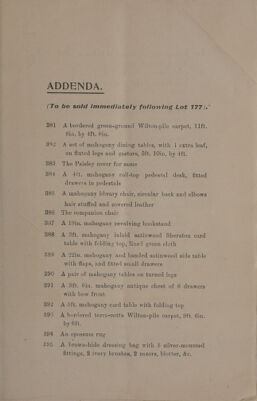 ADDENDA.
(To be sold immediately following Lot 177).
381 A bordered green-ground Wilton-pile carpet, 11ft.
6in. by 4ft. 6in.
382 A set of mahogany dining tables, with 1 extra leaf,
on fluted legs and castors, 5ft. 10in. by 4ft.
383 The Paisley cover for same
384 A 4ft. mahogany roll-top pedestal desk, fitted
drawers in pedestals
385 A mahogany library chair, circular back and elbows
hair stuffed and covered leather
386 The companion chair
387 A 19in. mahogany revolving bookstand
388 A 3ft. mahogany inlaid satinwood Sheraton card
table with folding top, lined green cloth
389 A 22in. mahogany and banded satinwood side table
with flaps, and fitted small drawers
390 A pair of mahogany tables on turned legs
391 A 3ft. 6in. mahogany antique chest of 6 drawers
with bow front
392 A 3ft. mahogany card table with folding top
393 A bordered terra-cotta Wilton-pile carpet, 9ft. 6in.
by 6ft.
394 An opossum rug
395 A brown-hide dressing bag with 5 silver-mounted
fittings, 2 ivory brushes, 2 razors, blotter, &c.